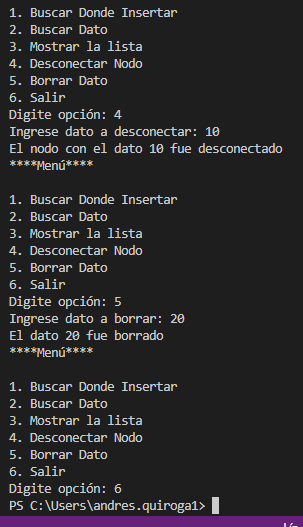 1. Buscar Donde Insertar
2. Buscar Dato
3. Mostrar la lista
4. Desconectar Nodo
5. Borrar Dato
6. Salir
Digite opción: 4
Ingrese dato a desconectar: 10
El nodo con el dato 10 fue desconectado
****Menú****
1. Buscar Donde Insertar
2. Buscar Dato
3. Mostrar la lista
4. Desconectar Nodo
5. Borrar Dato
6. Salir
Digite opción: 5
Ingrese dato a borrar: 20
El dato 20 fue borrado
****Menú****
1. Buscar Donde Insertar
2. Buscar Dato
3. Mostrar la lista
4. Desconectar Nodo
5. Borrar Dato
6. Salir
Digite opción: 6
PS C:\Users\andres.quiroga1>